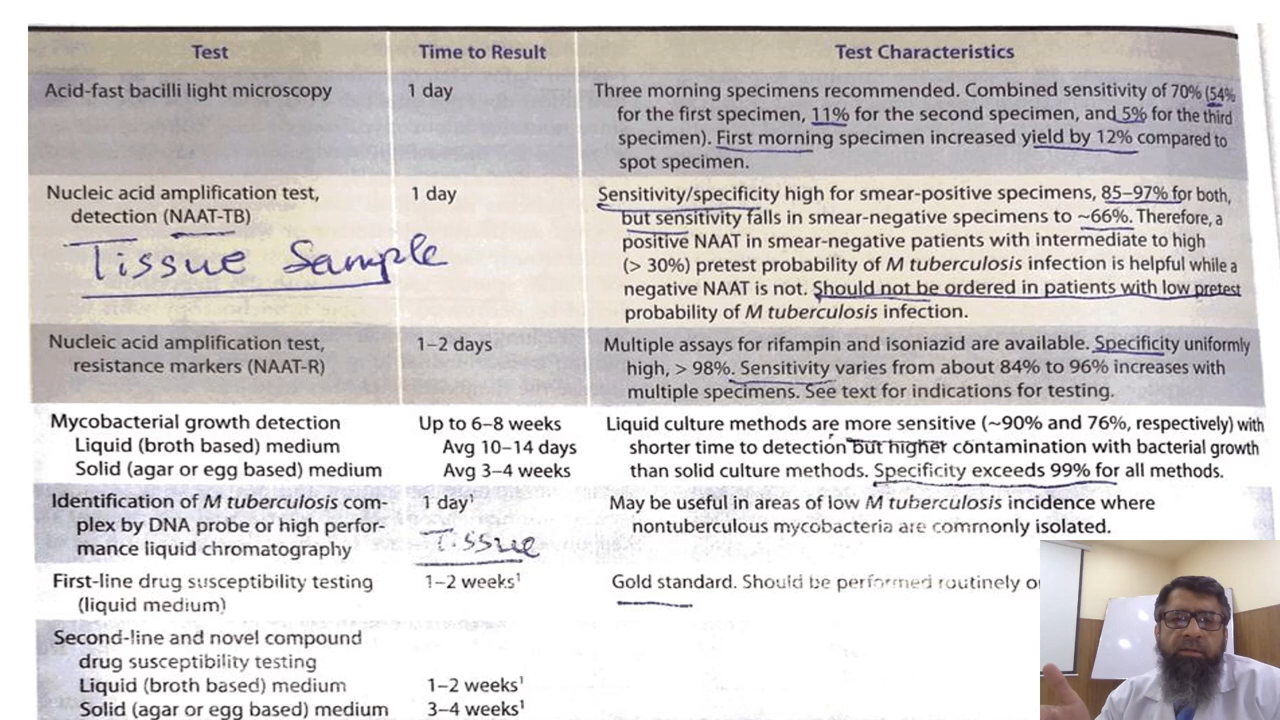 Test Time to Result Test Characteristics
Acid-fast bacilli light microscopy 1 day Three morning specimens recommended. Combined sensitivity of 70% (54%
for the first specimen, 11% for the second specimen, and 5% for the third
specimen). First morning specimen increased yield by 12% compared to
spot specimen.
Nucleic acid amplification test, 1 day Sensitivity/specificity high for smear-positive specimens, 85–97% for both,
detection (NAAT-TB) but sensitivity falls in smear-negative specimens to ~66%. Therefore, a
positive NAAT in smear-negative patients with intermediate to high
Tissue Sample (> 30%) pretest probability of M tuberculosis infection is helpful while a
negative NAAT is not. Should not be ordered in patients with low pretest
probability of M tuberculosis infection.
Nucleic acid amplification test, 1–2 days Multiple assays for rifampin and isoniazid are available. Specificity uniformly
resistance markers (NAAT-R) high, > 98%. Sensitivity varies from about 84% to 96% increases with
multiple specimens. See text for indications for testing.
Mycobacterial growth detection Up to 6–8 weeks Liquid culture methods are more sensitive (~90% and 76%, respectively) with
Liquid (broth based) medium Avg 10–14 days shorter time to detection but higher contamination with bacterial growth
Solid (agar or egg based) medium Avg 3–4 weeks than solid culture methods. Specificity exceeds 99% for all methods.
Identification of M tuberculosis com- 1 day¹ May be useful in areas of low M tuberculosis incidence where
plex by DNA probe or high perfor- nontuberculous mycobacteria are commonly isolated.
mance liquid chromatography Tissue
First-line drug susceptibility testing 1–2 weeks¹ Gold standard. Should be performed routinely
(liquid medium)
Second-line and novel compound
drug susceptibility testing
Liquid (broth based) medium 1–2 weeks¹
Solid (agar or egg based) medium 3–4 weeks¹